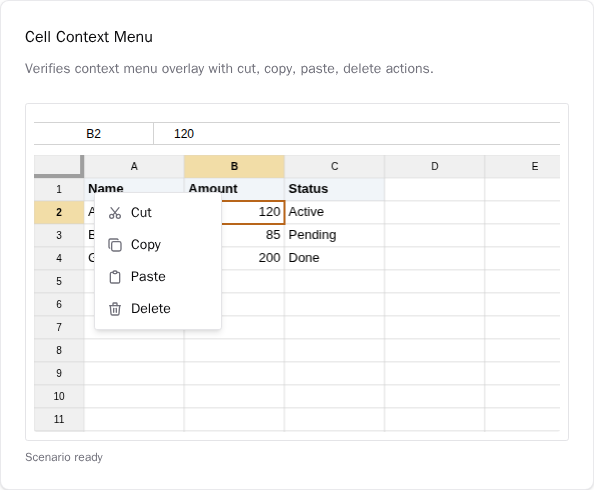 Cell Context Menu
Verifies context menu overlay with cut, copy, paste, delete actions.
B2 120
A B C D E
1 Name Amount Status
2 A 120 Active
3 85 Pending
4 200 Done
5
6
7
8
9
10
11
Cut
Copy
Paste
Delete
Scenario ready